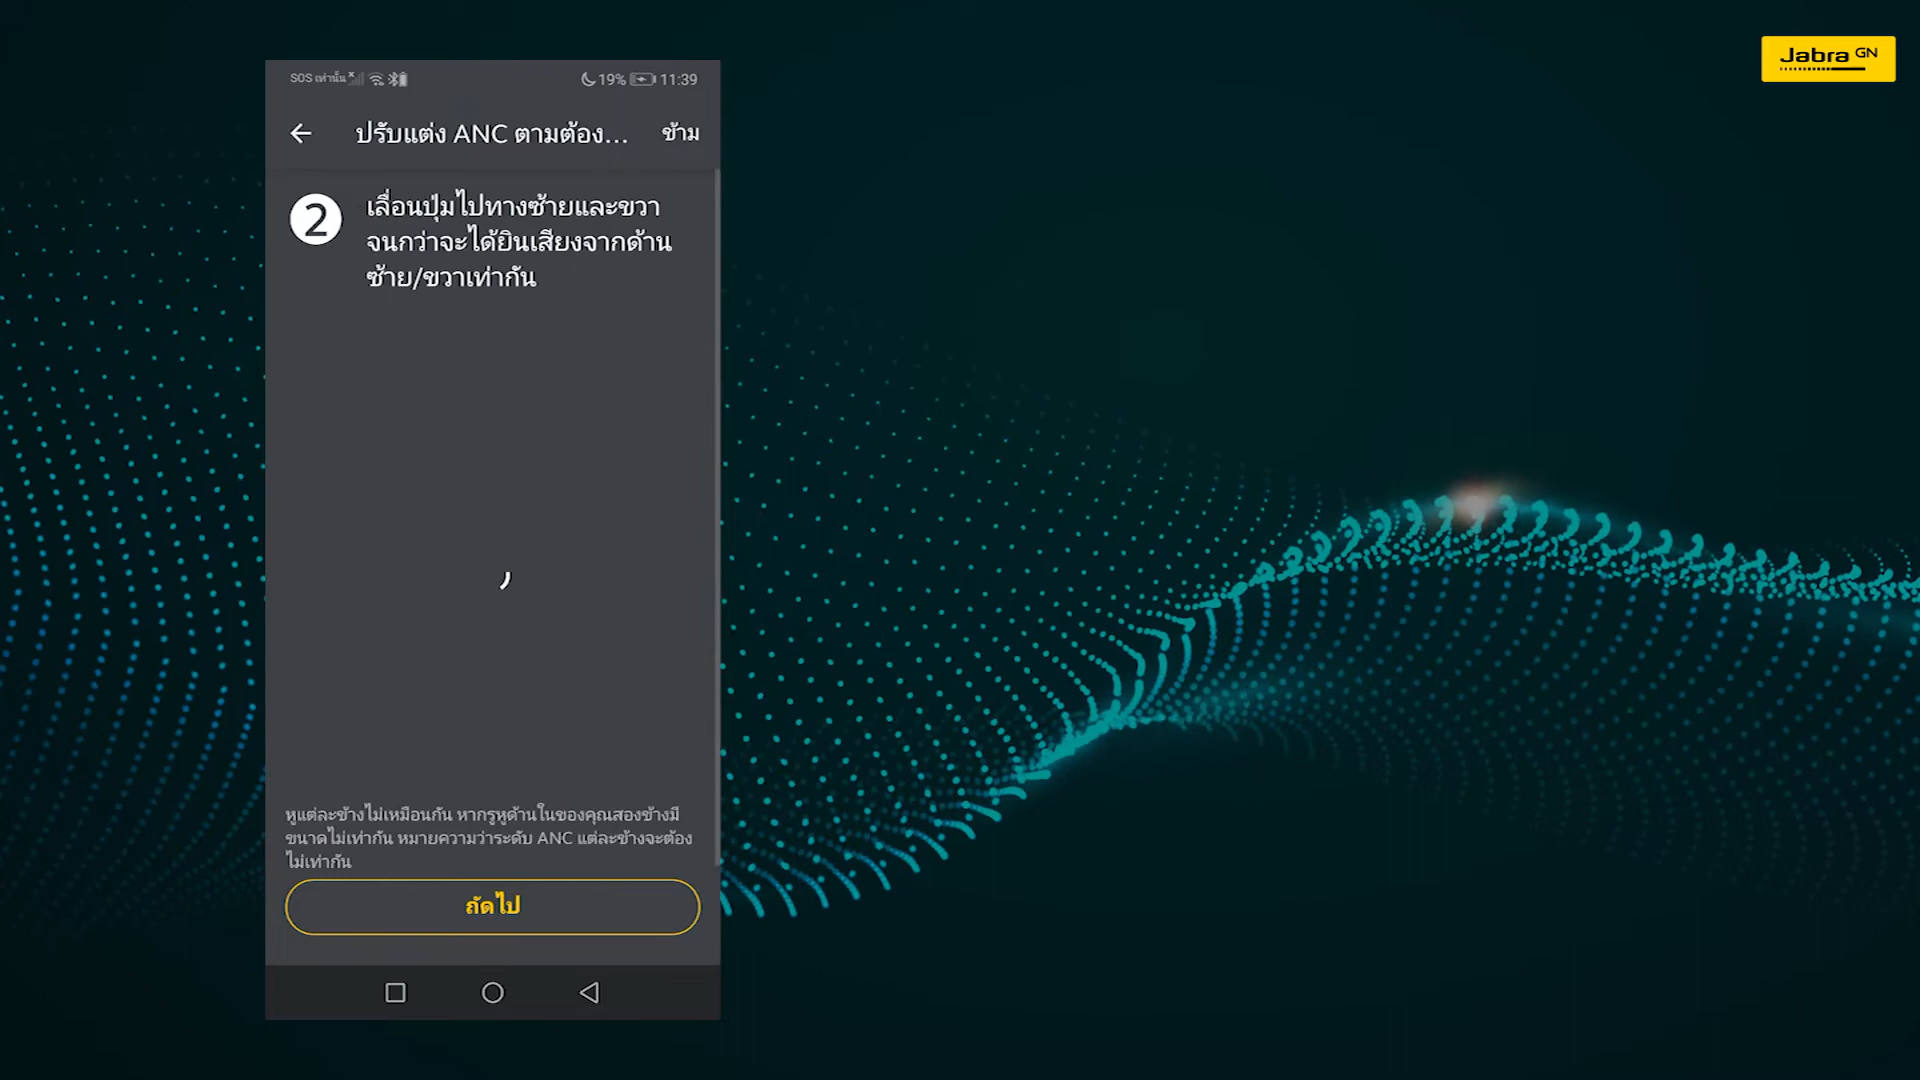 Jabra GN
SOS เท่านั้น 19% 11:39
ปรับแต่ง ANC ตามต้อง... ข้าม
2 เลื่อนปุ่มไปทางซ้ายและขวา
จนกว่าจะได้ยินเสียงจากด้าน
ซ้าย/ขวาเท่ากัน
หูแต่ละข้างไม่เหมือนกัน หากรูหูด้านในของคุณสองข้างมี
ขนาดไม่เท่ากัน หมายความว่าระดับ ANC แต่ละข้างจะต้อง
ไม่เท่ากัน
ถัดไป